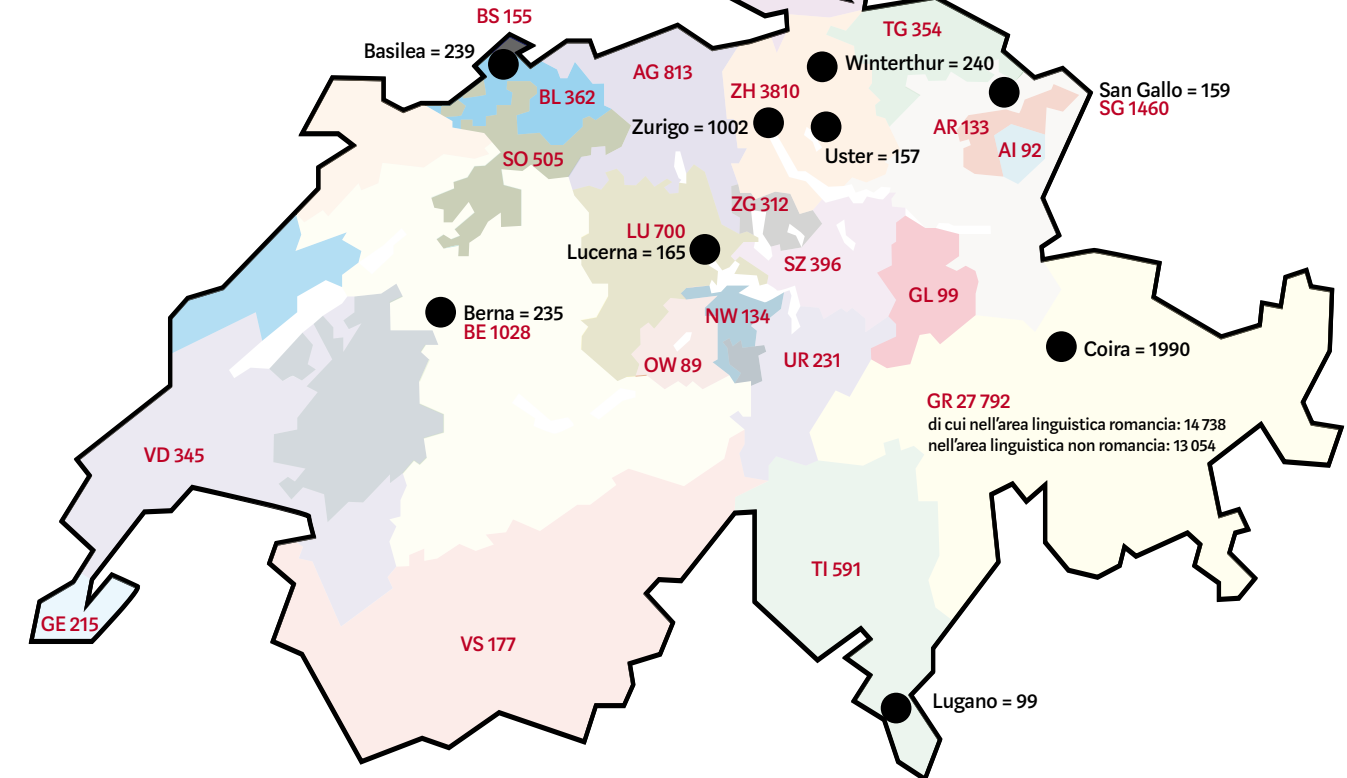 BS 155
TG 354
Basilea = 239
Winterthur = 240
AG 813
ZH 3810
BL 362
San Gallo = 159
SG 1460
Zurigo = 1002
AR 133
AI 92
Uster = 157
SO 505
ZG 312
LU 700
Lucerna = 165
SZ 396
GL 99
Berna = 235
BE 1028
NW 134
Coira = 1990
OW 89
UR 231
GR 27 792
di cui nell’area linguistica romancia: 14 738
nell’area linguistica non romancia: 13 054
VD 345
TI 591
GE 215
VS 177
Lugano = 99